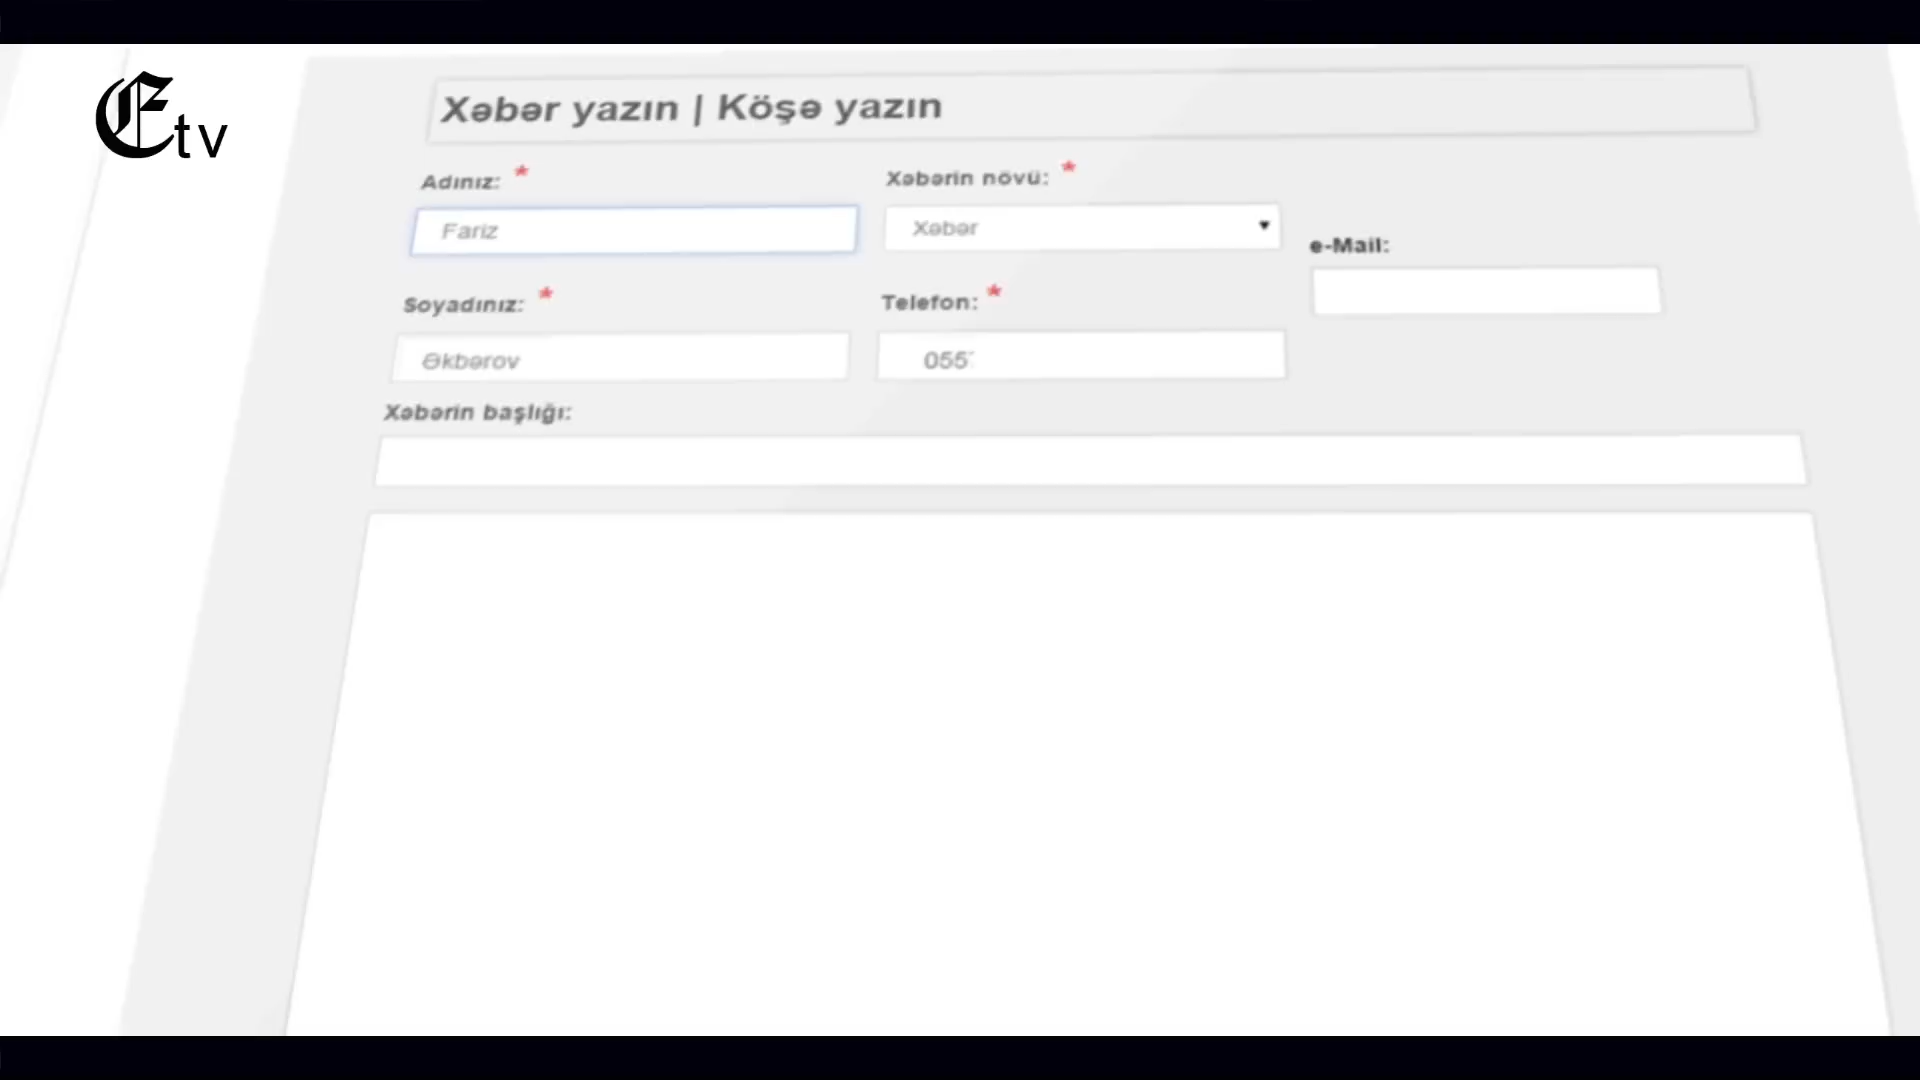 Etv
Xəbər yazın | Köşə yazın
Adınız: *
Xəbərin növü: *
Fariz
Xəbər
e-Mail:
Soyadınız: *
Telefon: *
Əkbərov
055
Xəbərin başlığı: